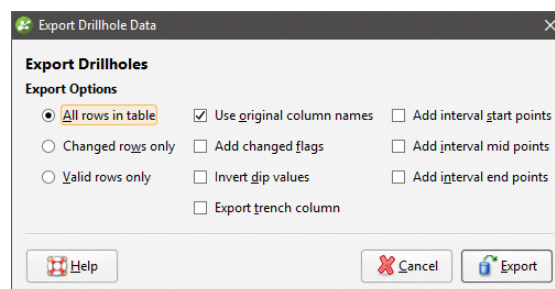 Export Drillhole Data
Export Drillholes
Export Options
All rows in table Use original column names Add interval start points
Changed rows only Add changed flags Add interval mid points
Valid rows only Invert dip values Add interval end points
Export trench column
Help Cancel Export